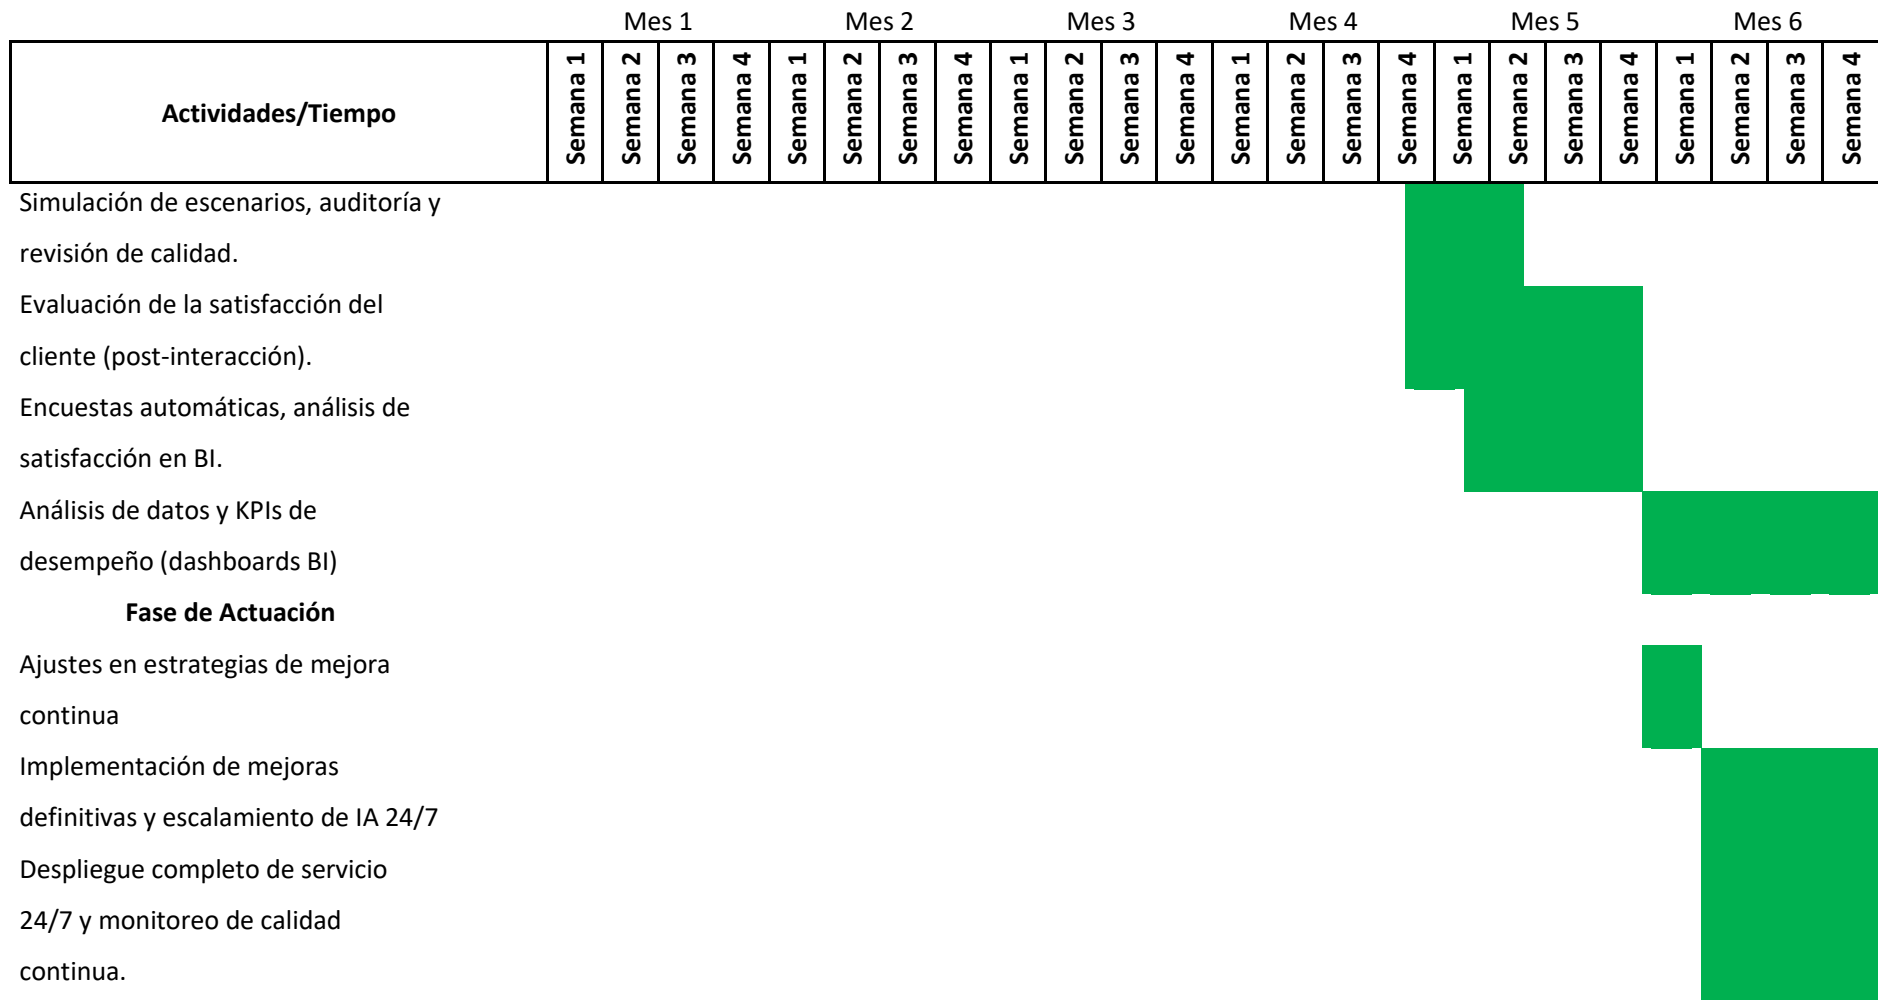 Mes 1 Mes 2 Mes 3 Mes 4 Mes 5 Mes 6
Actividades/Tiempo Semana 1 Semana 2 Semana 3 Semana 4 Semana 1 Semana 2 Semana 3 Semana 4 Semana 1 Semana 2 Semana 3 Semana 4 Semana 1 Semana 2 Semana 3 Semana 4 Semana 1 Semana 2 Semana 3 Semana 4 Semana 1 Semana 2 Semana 3 Semana 4
Simulación de escenarios, auditoría y
revisión de calidad.
Evaluación de la satisfacción del
cliente (post-interacción).
Encuestas automáticas, análisis de
satisfacción en BI.
Análisis de datos y KPIs de
desempeño (dashboards BI)
Fase de Actuación
Ajustes en estrategias de mejora
continua
Implementación de mejoras
definitivas y escalamiento de IA 24/7
Despliegue completo de servicio
24/7 y monitoreo de calidad
continua.